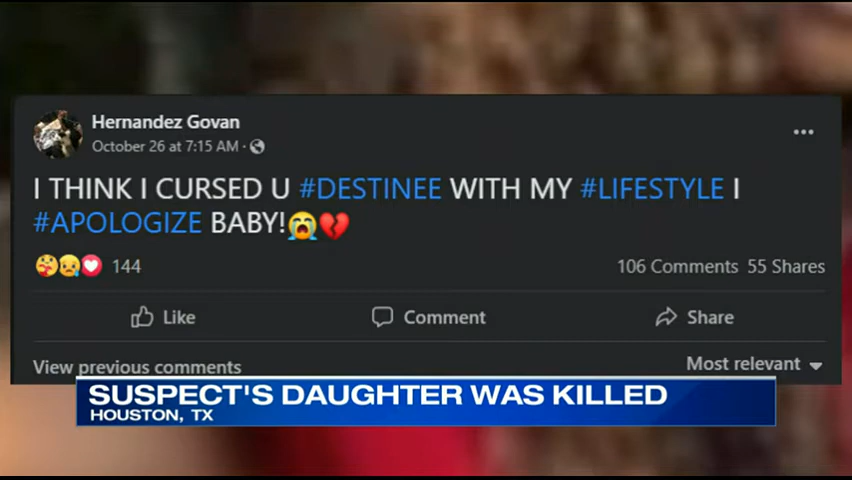 Hernandez Govan
October 26 at 7:15 AM ·
I THINK I CURSED U #DESTINEE WITH MY #LIFESTYLE I
#APOLOGIZE BABY!😭💔
144
106 Comments 55 Shares
Like
Comment
Share
View previous comments
Most relevant
SUSPECT'S DAUGHTER WAS KILLED
HOUSTON, TX